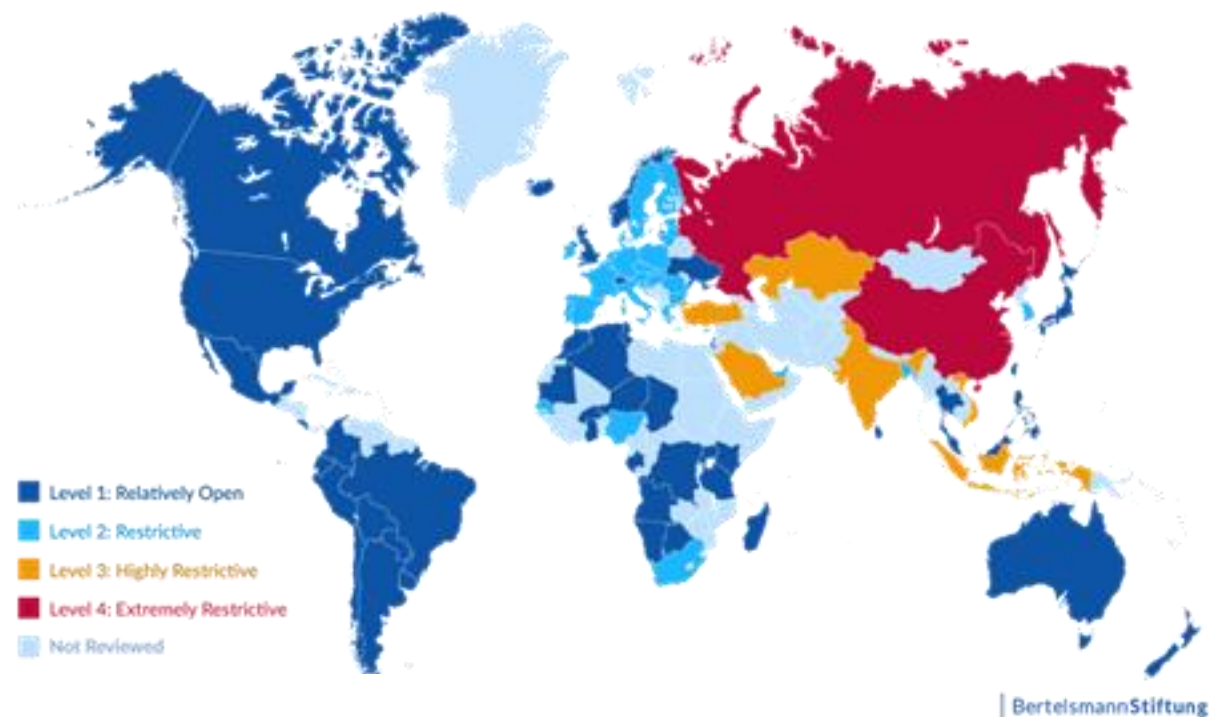 Level 1: Relatively Open
Level 2: Restrictive
Level 3: Highly Restrictive
Level 4: Extremely Restrictive
Not Reviewed
BertelsmannStiftung